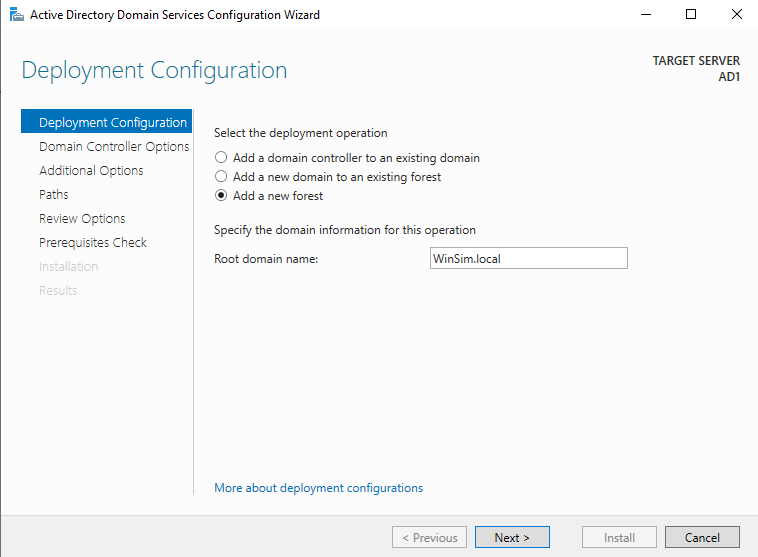 Active Directory Domain Services Configuration Wizard
Deployment Configuration
TARGET SERVER
AD1
Deployment Configuration
Domain Controller Options
Additional Options
Paths
Review Options
Prerequisites Check
Installation
Results
Select the deployment operation
Add a domain controller to an existing domain
Add a new domain to an existing forest
Add a new forest
Specify the domain information for this operation
Root domain name: WinSim.local
More about deployment configurations
< Previous Next > Install Cancel